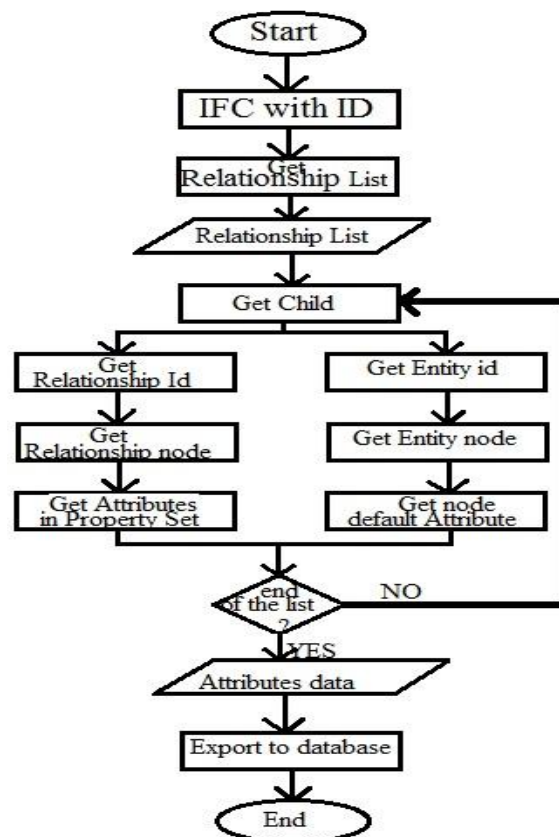 Start
IFC with ID
Get
Relationship List
Relationship List
Get Child
Get
Relationship Id
Get Entity id
Get
Relationship node
Get Entity node
Get Attributes
in Property Set
Get node
default Attribute
end
of the list
?
NO
YES
Attributes data
Export to database
End